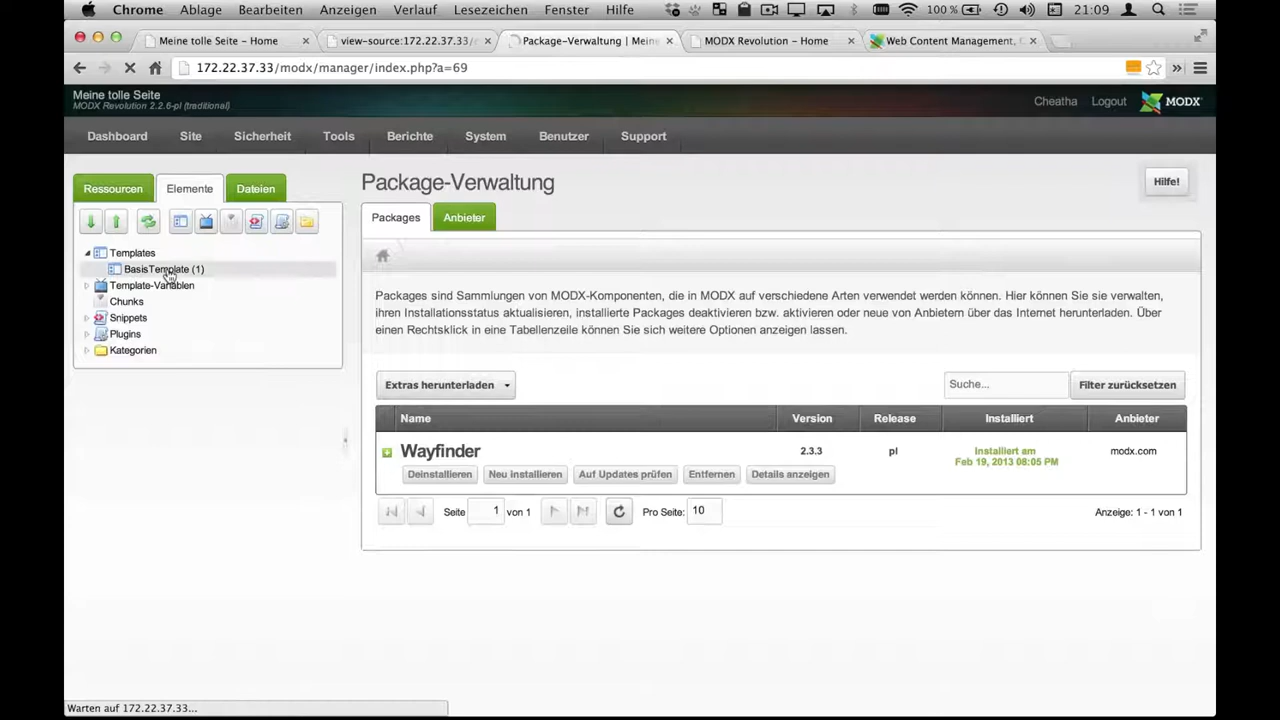 Chrome Ablage Bearbeiten Anzeigen Verlauf Lesezeichen Fenster Hilfe 100 % 21:09
Meine tolle Seite - Home view-source:172.22.37.33/ Package-Verwaltung | Meine MODX Revolution - Home Web Content Management, C
172.22.37.33/modx/manager/index.php?a=69
Meine tolle Seite
MODX Revolution 2.2.6-pl (traditional)
Cheatha Logout MODX
Dashboard Site Sicherheit Tools Berichte System Benutzer Support
Ressourcen Elemente Dateien
Templates
BasisTemplate (1)
Template-Variablen
Chunks
Snippets
Plugins
Kategorien
Package-Verwaltung
Hilfe!
Packages Anbieter
Packages sind Sammlungen von MODX-Komponenten, die in MODX auf verschiedene Arten verwendet werden können. Hier können Sie sie verwalten,
ihren Installationsstatus aktualisieren, installierte Packages deaktivieren bzw. aktivieren oder neue von Anbietern über das Internet herunterladen. Über
einen Rechtsklick in eine Tabellenzeile können Sie sich weitere Optionen anzeigen lassen.
Extras herunterladen Suche... Filter zurücksetzen
Name Version Release Installiert Anbieter
Wayfinder 2.3.3 pl Installiert am modx.com
Feb 19, 2013 08:05 PM
Deinstallieren Neu installieren Auf Updates prüfen Entfernen Details anzeigen
Seite 1 von 1 Pro Seite: 10 Anzeige: 1 - 1 von 1
Warten auf 172.22.37.33...